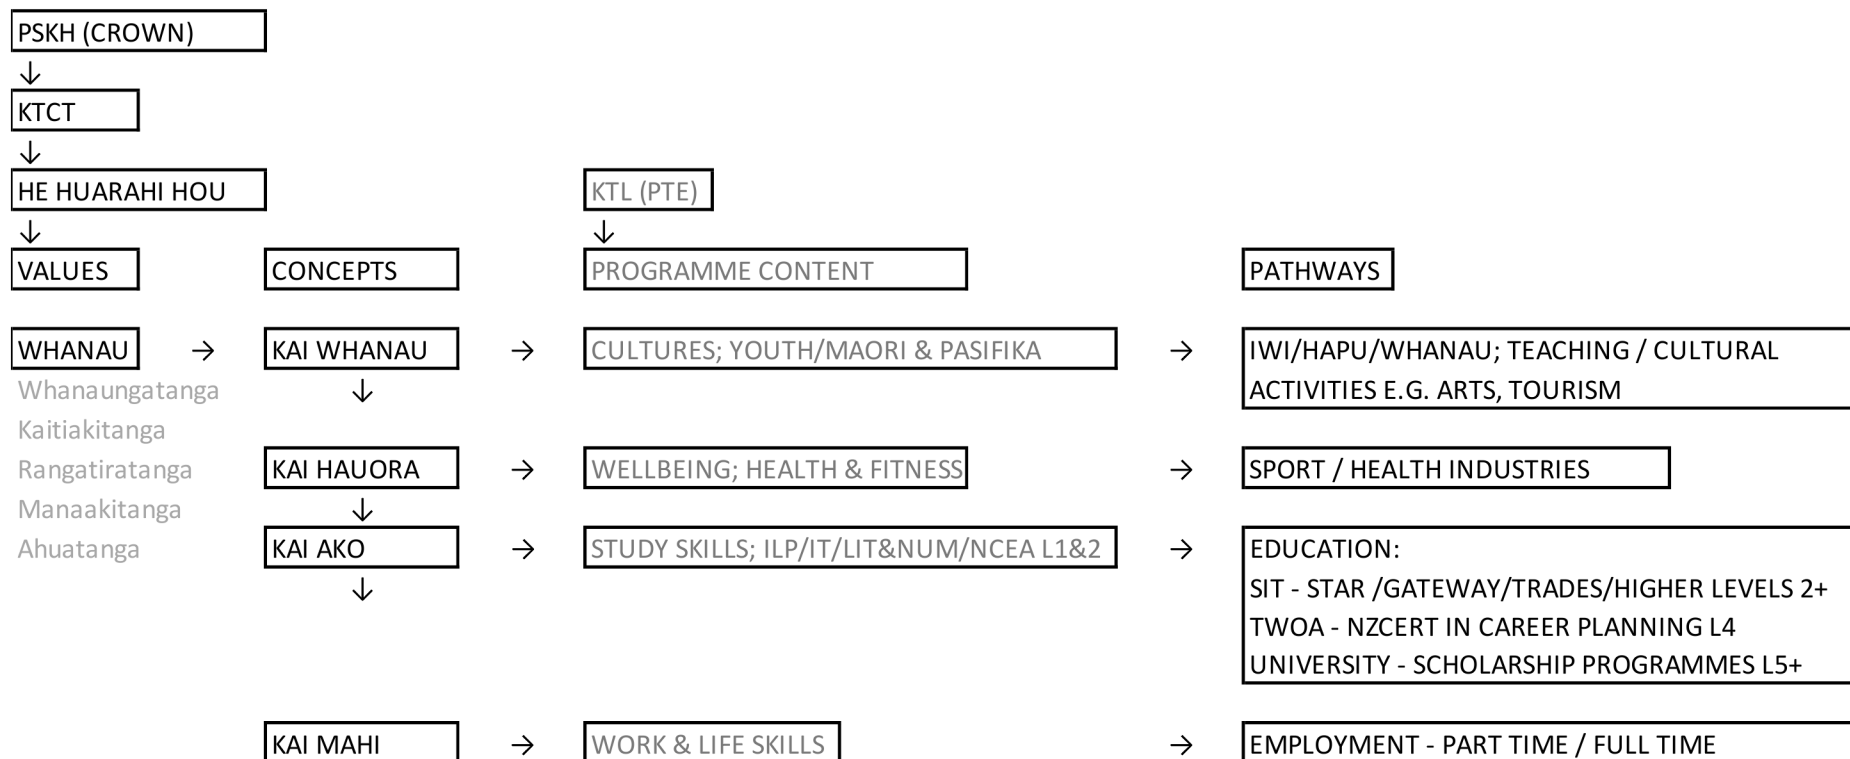 PSKH (CROWN)
↓
KTCT
↓
HE HUARAHI HOU KTL (PTE)
↓ ↓
VALUES CONCEPTS PROGRAMME CONTENT PATHWAYS
WHANAU → KAI WHANAU → CULTURES; YOUTH/MAORI & PASIFIKA → IWI/HAPU/WHANAU; TEACHING / CULTURAL
Whanaungatanga ↓ ACTIVITIES E.G. ARTS, TOURISM
Kaitiakitanga
Rangatiratanga KAI HAUORA → WELLBEING; HEALTH & FITNESS → SPORT / HEALTH INDUSTRIES
Manaakitanga ↓
Ahuatanga KAI AKO → STUDY SKILLS; ILP/IT/LIT&NUM/NCEA L1&2 → EDUCATION:
↓ SIT - STAR /GATEWAY/TRADES/HIGHER LEVELS 2+
TWOA - NZCERT IN CAREER PLANNING L4
UNIVERSITY - SCHOLARSHIP PROGRAMMES L5+
KAI MAHI → WORK & LIFE SKILLS → EMPLOYMENT - PART TIME / FULL TIME